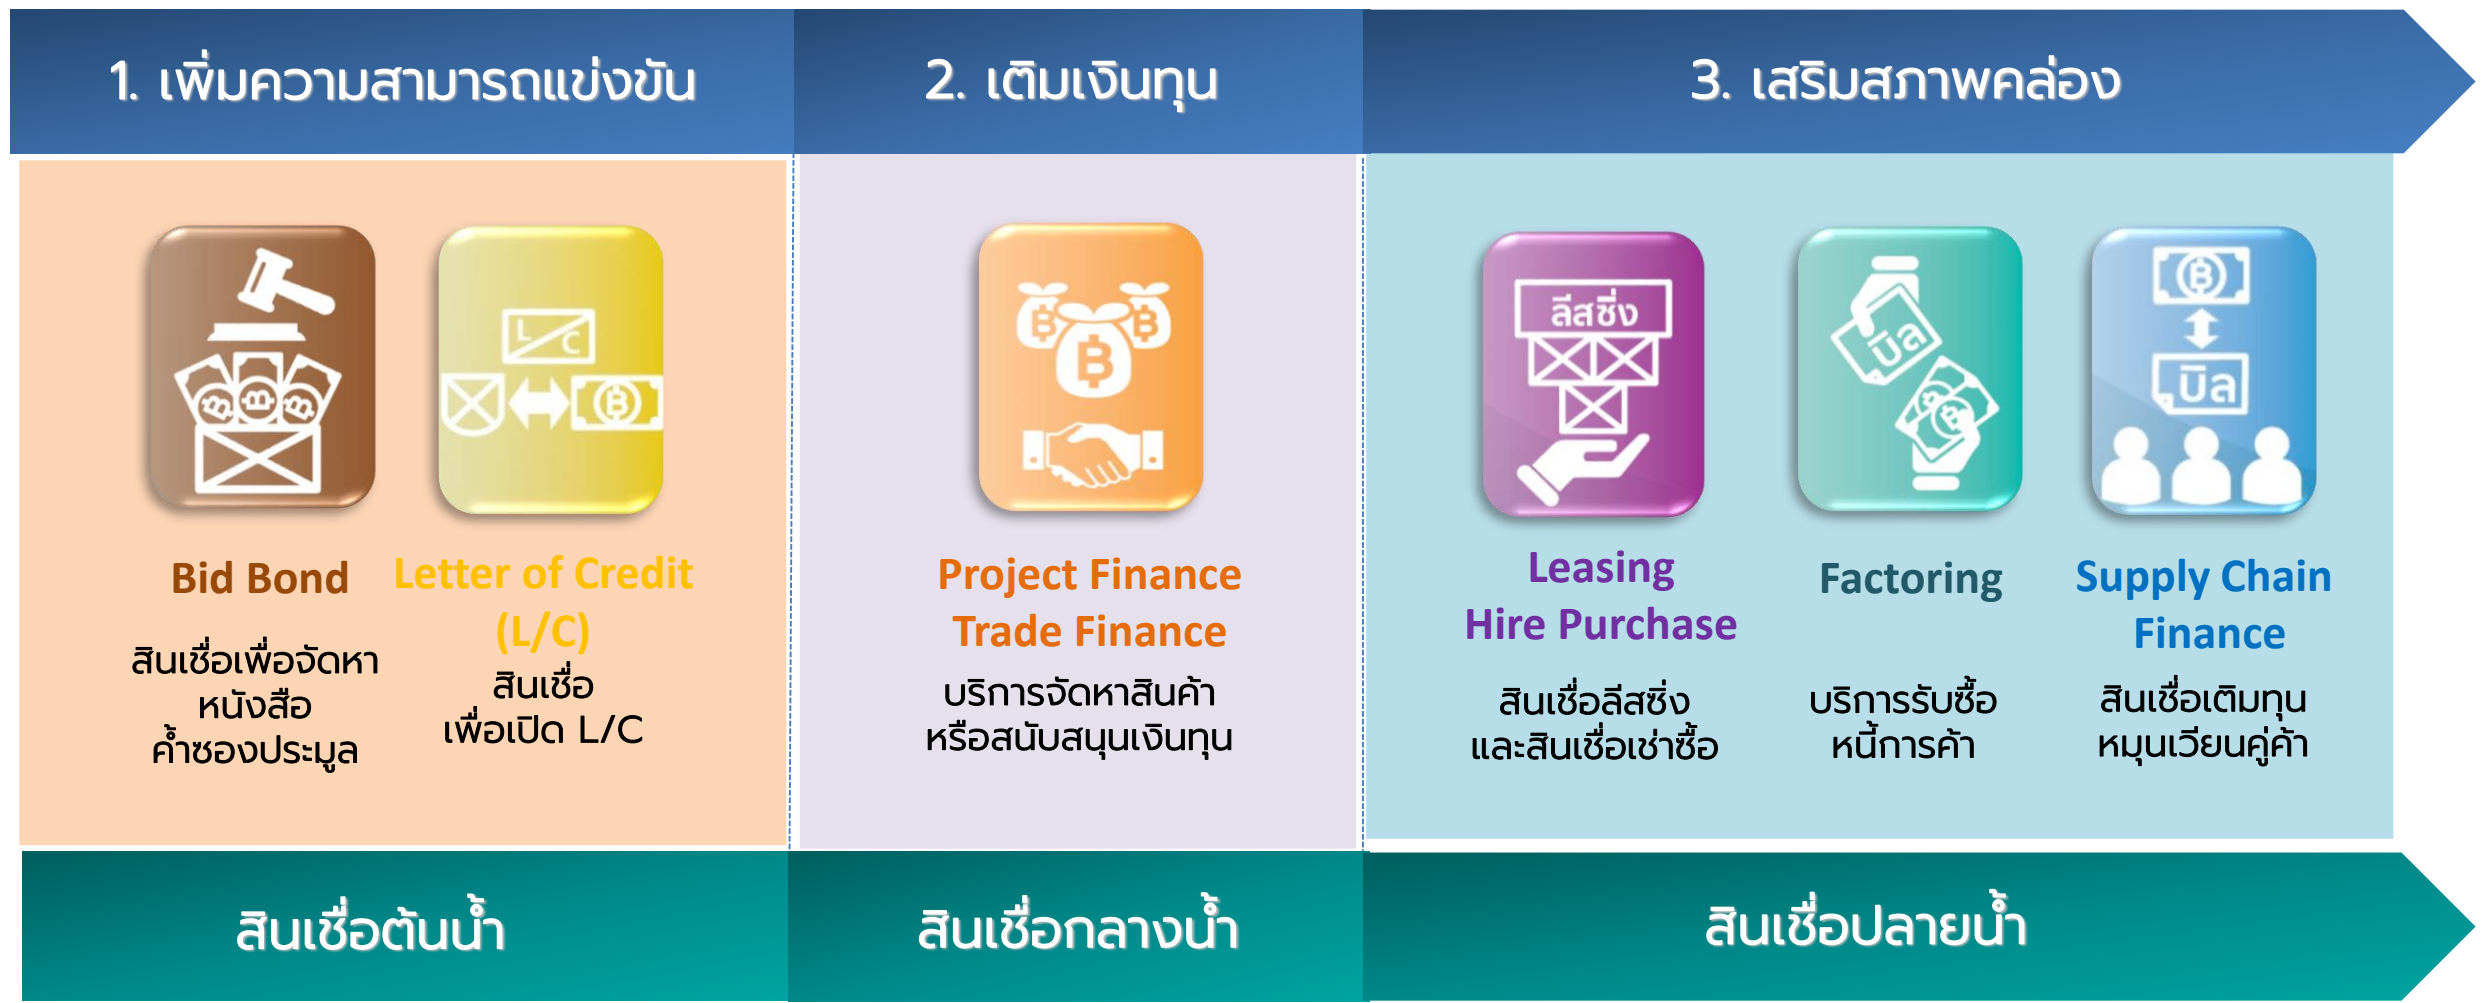 1. เพิ่มความสามารถแข่งขัน
2. เติมเงินทุน
3. เสริมสภาพคล่อง
L/C
Bid Bond
สินเชื่อเพื่อจัดหา
หนังสือ
ค้ำซองประมูล
Letter of Credit
(L/C)
สินเชื่อ
เพื่อเปิด L/C
Project Finance
Trade Finance
บริการจัดหาสินค้า
หรือสนับสนุนเงินทุน
ลีสซิ่ง
Leasing
Hire Purchase
สินเชื่อลีสซิ่ง
และสินเชื่อเช่าซื้อ
บิล
Factoring
บริการรับซื้อ
หนี้การค้า
บิล
Supply Chain
Finance
สินเชื่อเติมทุน
หมุนเวียนคู่ค้า
สินเชื่อต้นน้ำ
สินเชื่อกลางน้ำ
สินเชื่อปลายน้ำ